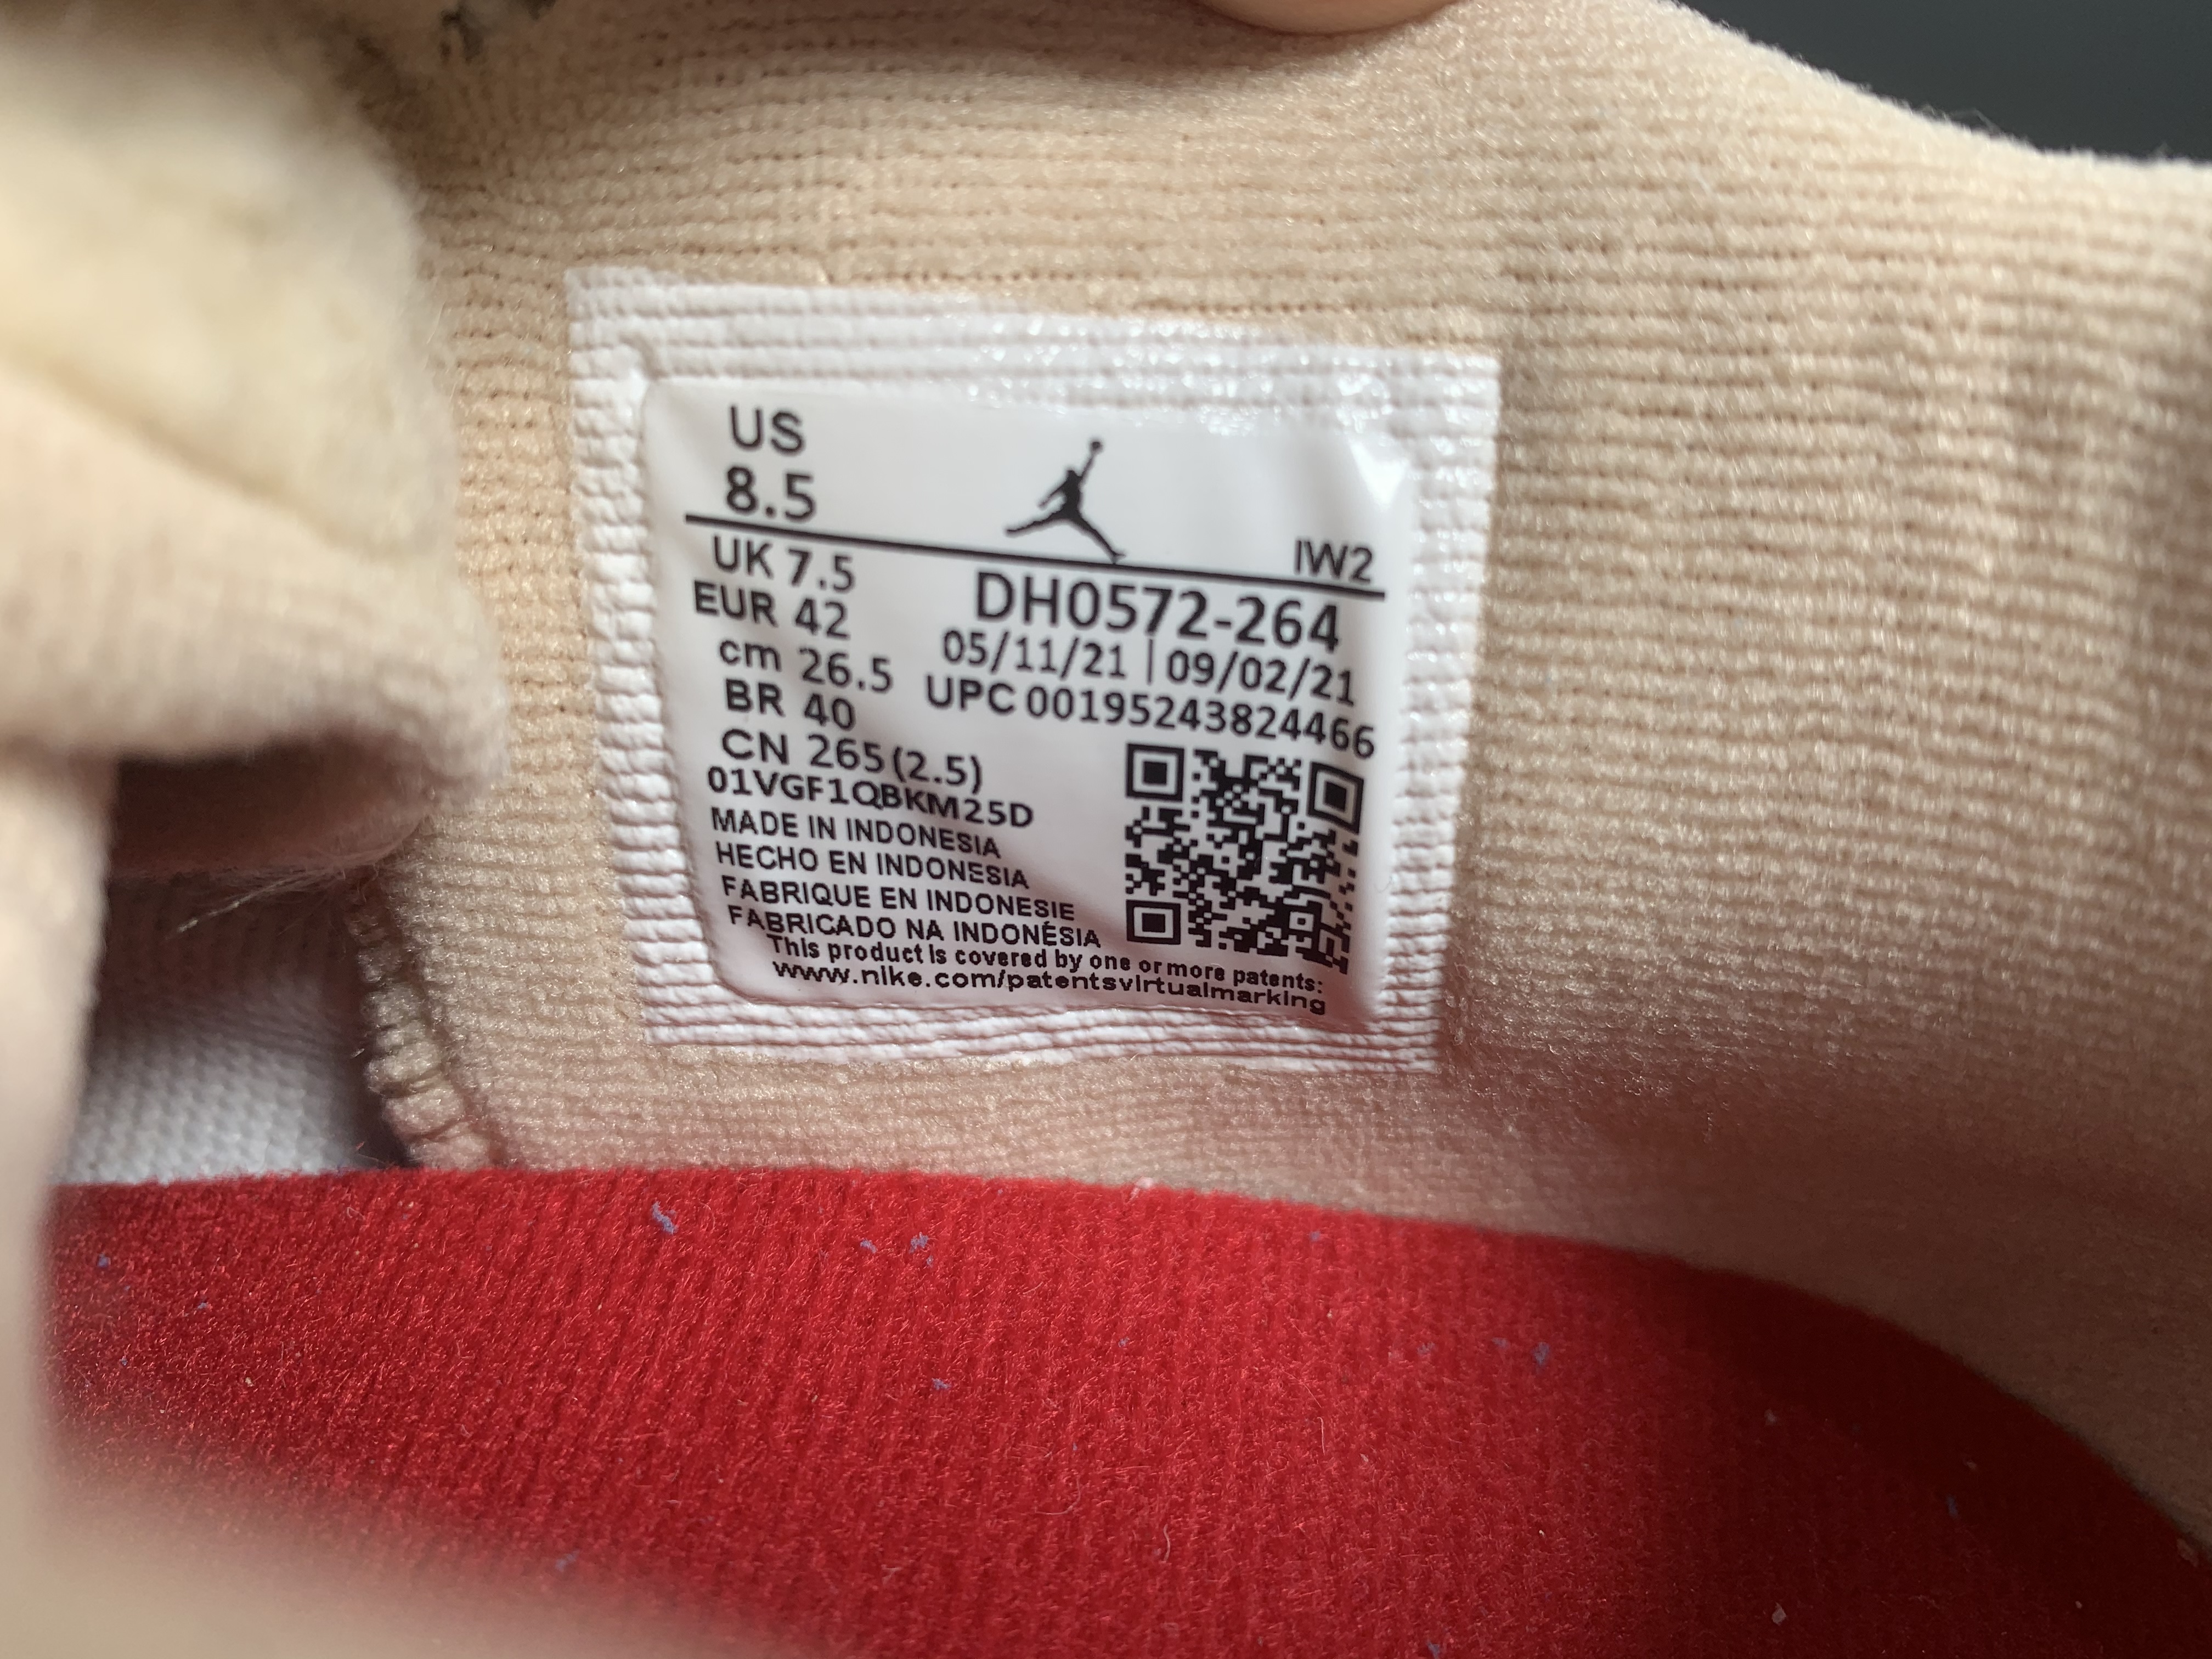 US
8.5
IW2
UK 7.5
EUR 42
cm 26.5
BR 40
CN 265(2.5)
DH0572-264
05/11/21 | 09/02/21
UPC 00195243824466
01VGF1QBKM25D
MADE IN INDONESIA
HECHO EN INDONESIA
FABRIQUE EN INDONESIE
FABRICADO NA INDONÉSIA
This product is covered by one or more patents:
www.nike.com/patentsvirtualmarking